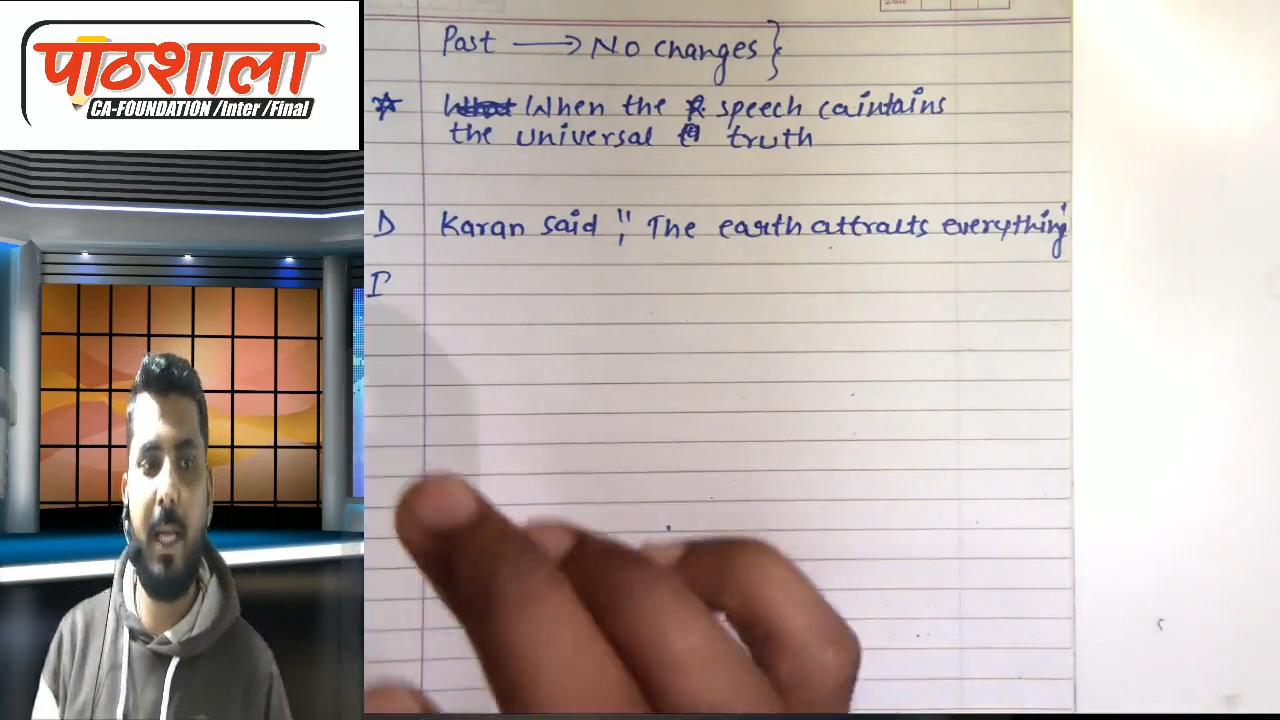 पाठशाला
CA-FOUNDATION /Inter /Final
Past → No changes}
☆ When the speech caintains
the universal truth
D Karan said, "The earth attracts everything"
I